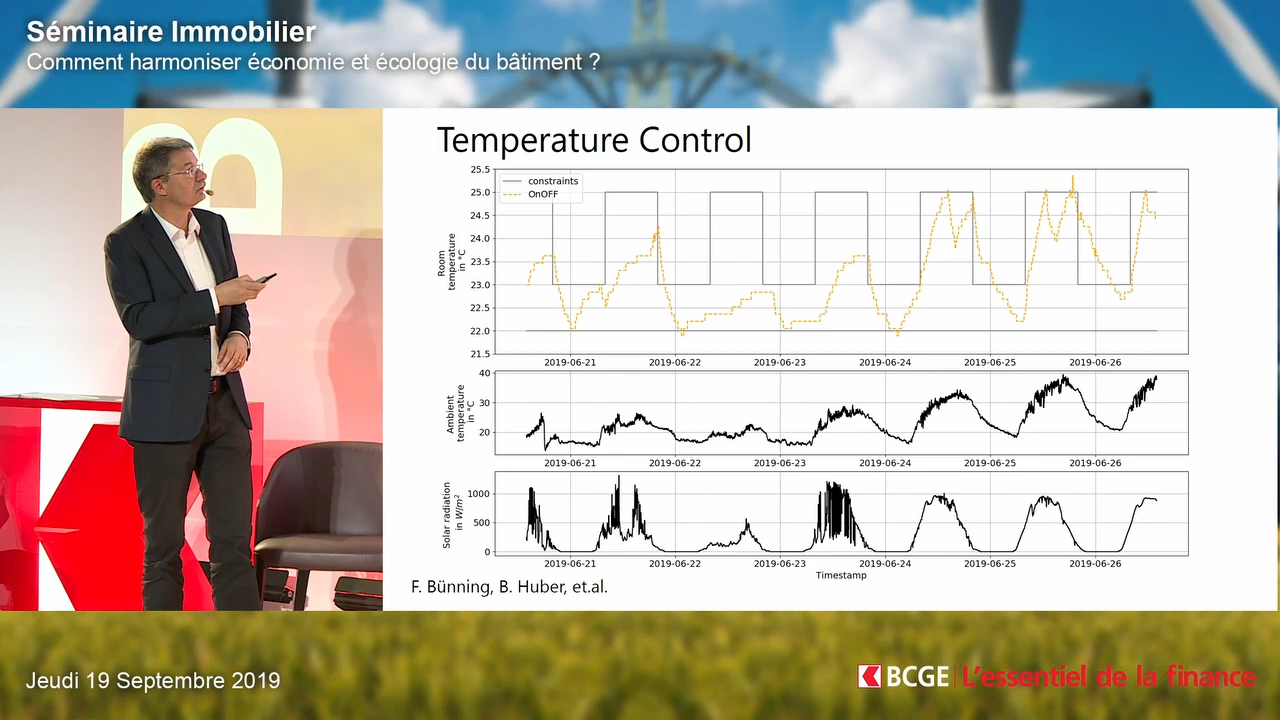 Séminaire Immobilier
Comment harmoniser économie et écologie du bâtiment ?
B
Temperature Control
constraints
OnOFF
25.5
25.0
24.5
24.0
23.5
23.0
22.5
22.0
21.5
Room
temperature
in °C
2019-06-21 2019-06-22 2019-06-23 2019-06-24 2019-06-25 2019-06-26
40
30
20
Ambient
temperature
in °C
2019-06-21 2019-06-22 2019-06-23 2019-06-24 2019-06-25 2019-06-26
1000
500
0
Solar radiation
in W/m²
2019-06-21 2019-06-22 2019-06-23 2019-06-24 2019-06-25 2019-06-26
Timestamp
F. Bünning, B. Huber, et.al.
Jeudi 19 Septembre 2019
BCGE L'essentiel de la finance